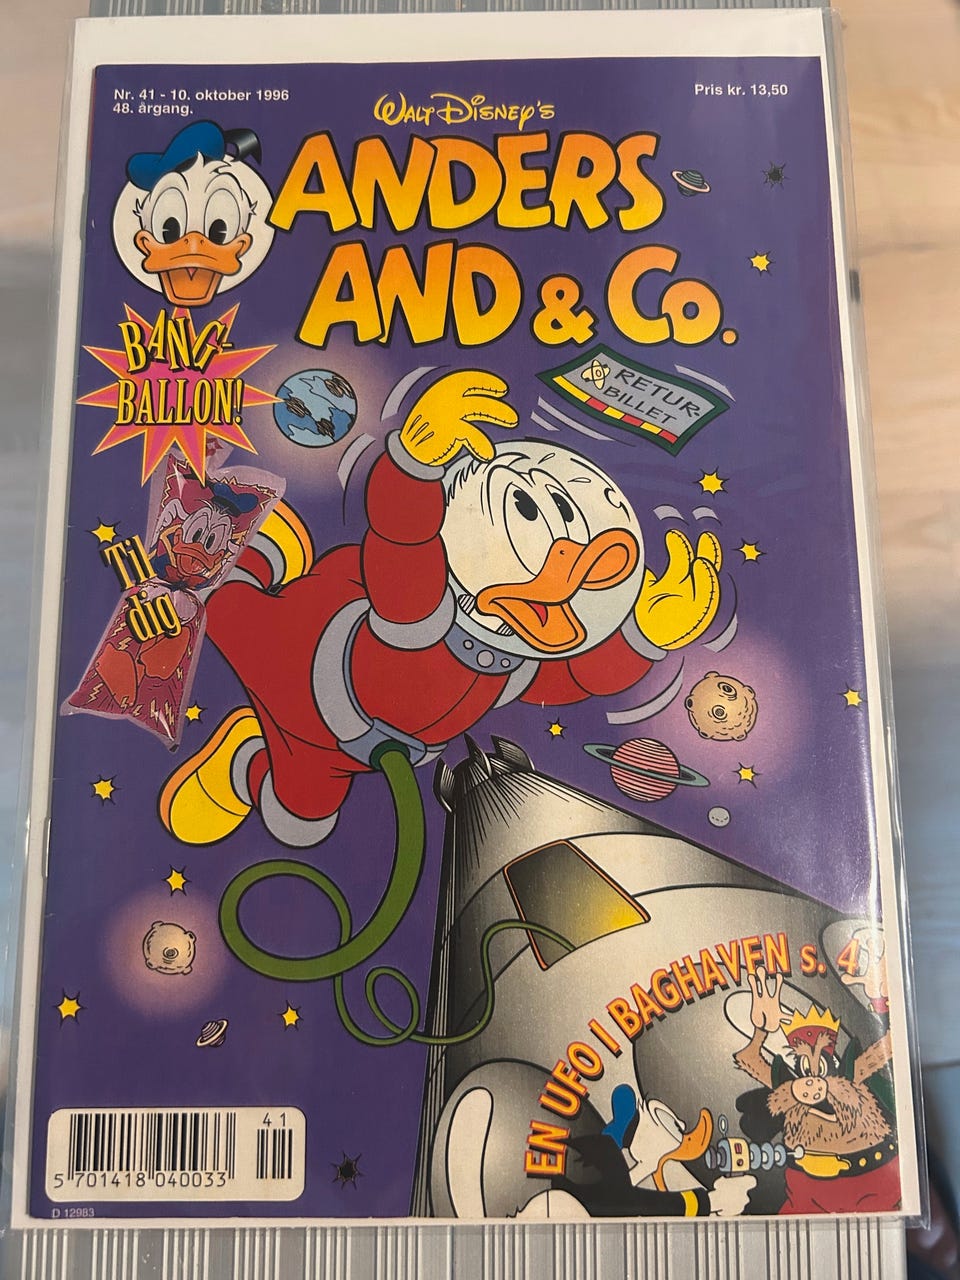 Nr. 41 - 10. oktober 1996
48. årgang.
Pris kr. 13,50
WALT DISNEY'S
ANDERS
AND & Co.
BANG-
BALLON!
RETUR-
BILLET
Til
dig
EN UFO I BAGHAVEN s. 4
41
5 701418 040033
D 12983